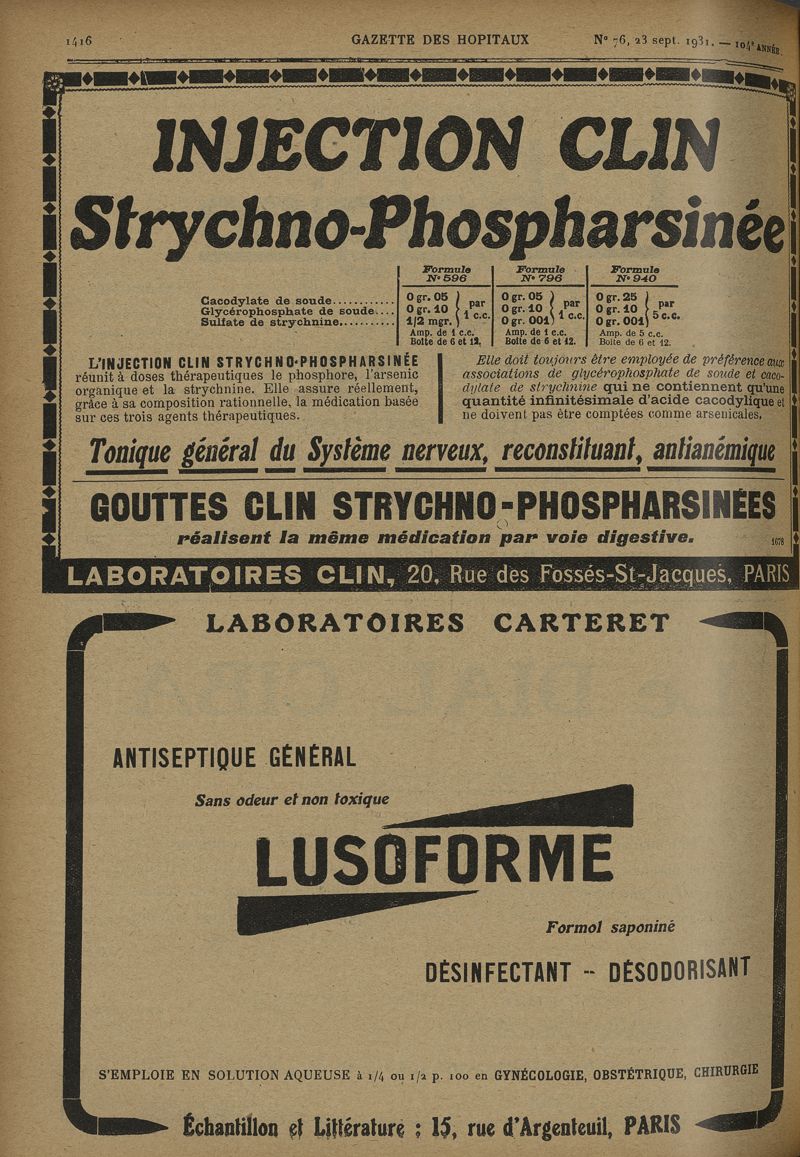 1416 GAZETTE DES HOPITAUX N° 76, 23 sept. 1931. — 104e ANNÉE.
INJECTION CLIN
Strychno-Phospharsinée
Formule N° 596 Formule N° 796 Formule N° 940
Cacodylate de soude............ 0 gr. 05 0 gr. 05 0 gr. 25
Glycérophosphate de soude.... 0 gr. 10 par 1 c.c. 0 gr. 10 par 1 c.c. 0 gr. 10 par 5 c.c.
Sulfate de strychnine.......... 1/2 mgr. 0 gr. 001 0 gr. 001
Amp. de 1 c.c. Amp. de 1 c.c. Amp. de 5 c.c.
Boîte de 6 et 12, Boîte de 6 et 12. Boîte de 6 et 12.
L'INJECTION CLIN STRYCHNO-PHOSPHARSINÉE
réunit à doses thérapeutiques le phosphore, l'arsenic
organique et la strychnine. Elle assure réellement,
grâce à sa composition rationnelle, la médication basée
sur ces trois agents thérapeutiques.
Elle doit toujours être employée de préférence aux
associations de glycérophosphate de soude et caco-
dylate de strychnine qui ne contiennent qu'une
quantité infinitésimale d'acide cacodylique et
ne doivent pas être comptées comme arsenicales.
Tonique général du Système nerveux, reconstituant, antianémique
GOUTTES CLIN STRYCHNO-PHOSPHARSINÉES
réalisent la même médication par voie digestive.
1678
LABORATOIRES CLIN, 20, Rue des Fossés-St-Jacques, PARIS
LABORATOIRES CARTERET
ANTISEPTIQUE GÉNÉRAL
Sans odeur et non toxique
LUSOFORME
Formol saponiné
DÉSINFECTANT -- DÉSODORISANT
S'EMPLOIE EN SOLUTION AQUEUSE à 1/4 ou 1/2 p. 100 en GYNÉCOLOGIE, OBSTÉTRIQUE, CHIRURGIE
Échantillon et Littérature : 15, rue d'Argenteuil, PARIS